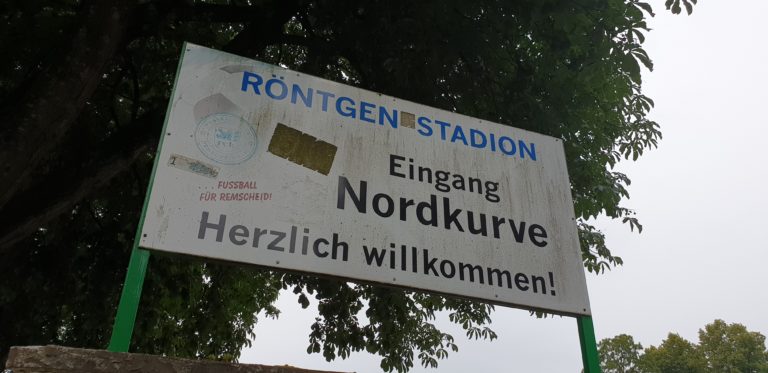 RÖNTGEN STADION
Eingang
Nordkurve
... FUSSBALL
FÜR REMSCHEID!
Herzlich willkommen!